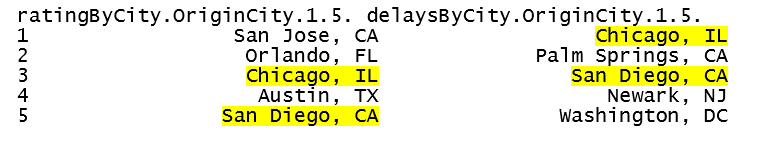 ratingByCity.OriginCity.1.5. delaysByCity.OriginCity.1.5.
1 San Jose, CA Chicago, IL
2 Orlando, FL Palm Springs, CA
3 Chicago, IL San Diego, CA
4 Austin, TX Newark, NJ
5 San Diego, CA Washington, DC